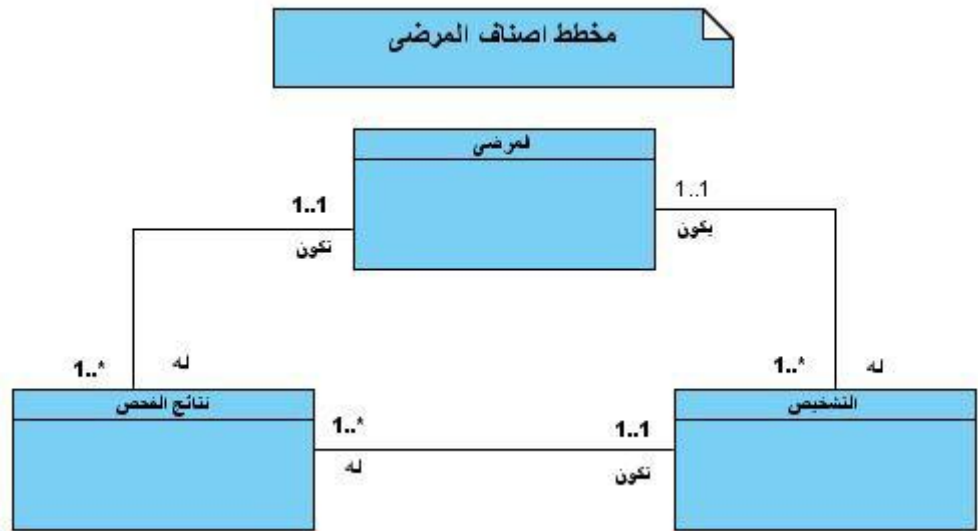 مخطط اصناف المرضى
المرضى
1..1
1..1
تكون
يكون
1..*
له
1..*
له
نتائج الفحص
التشخيص
1..*
1..1
له
تكون